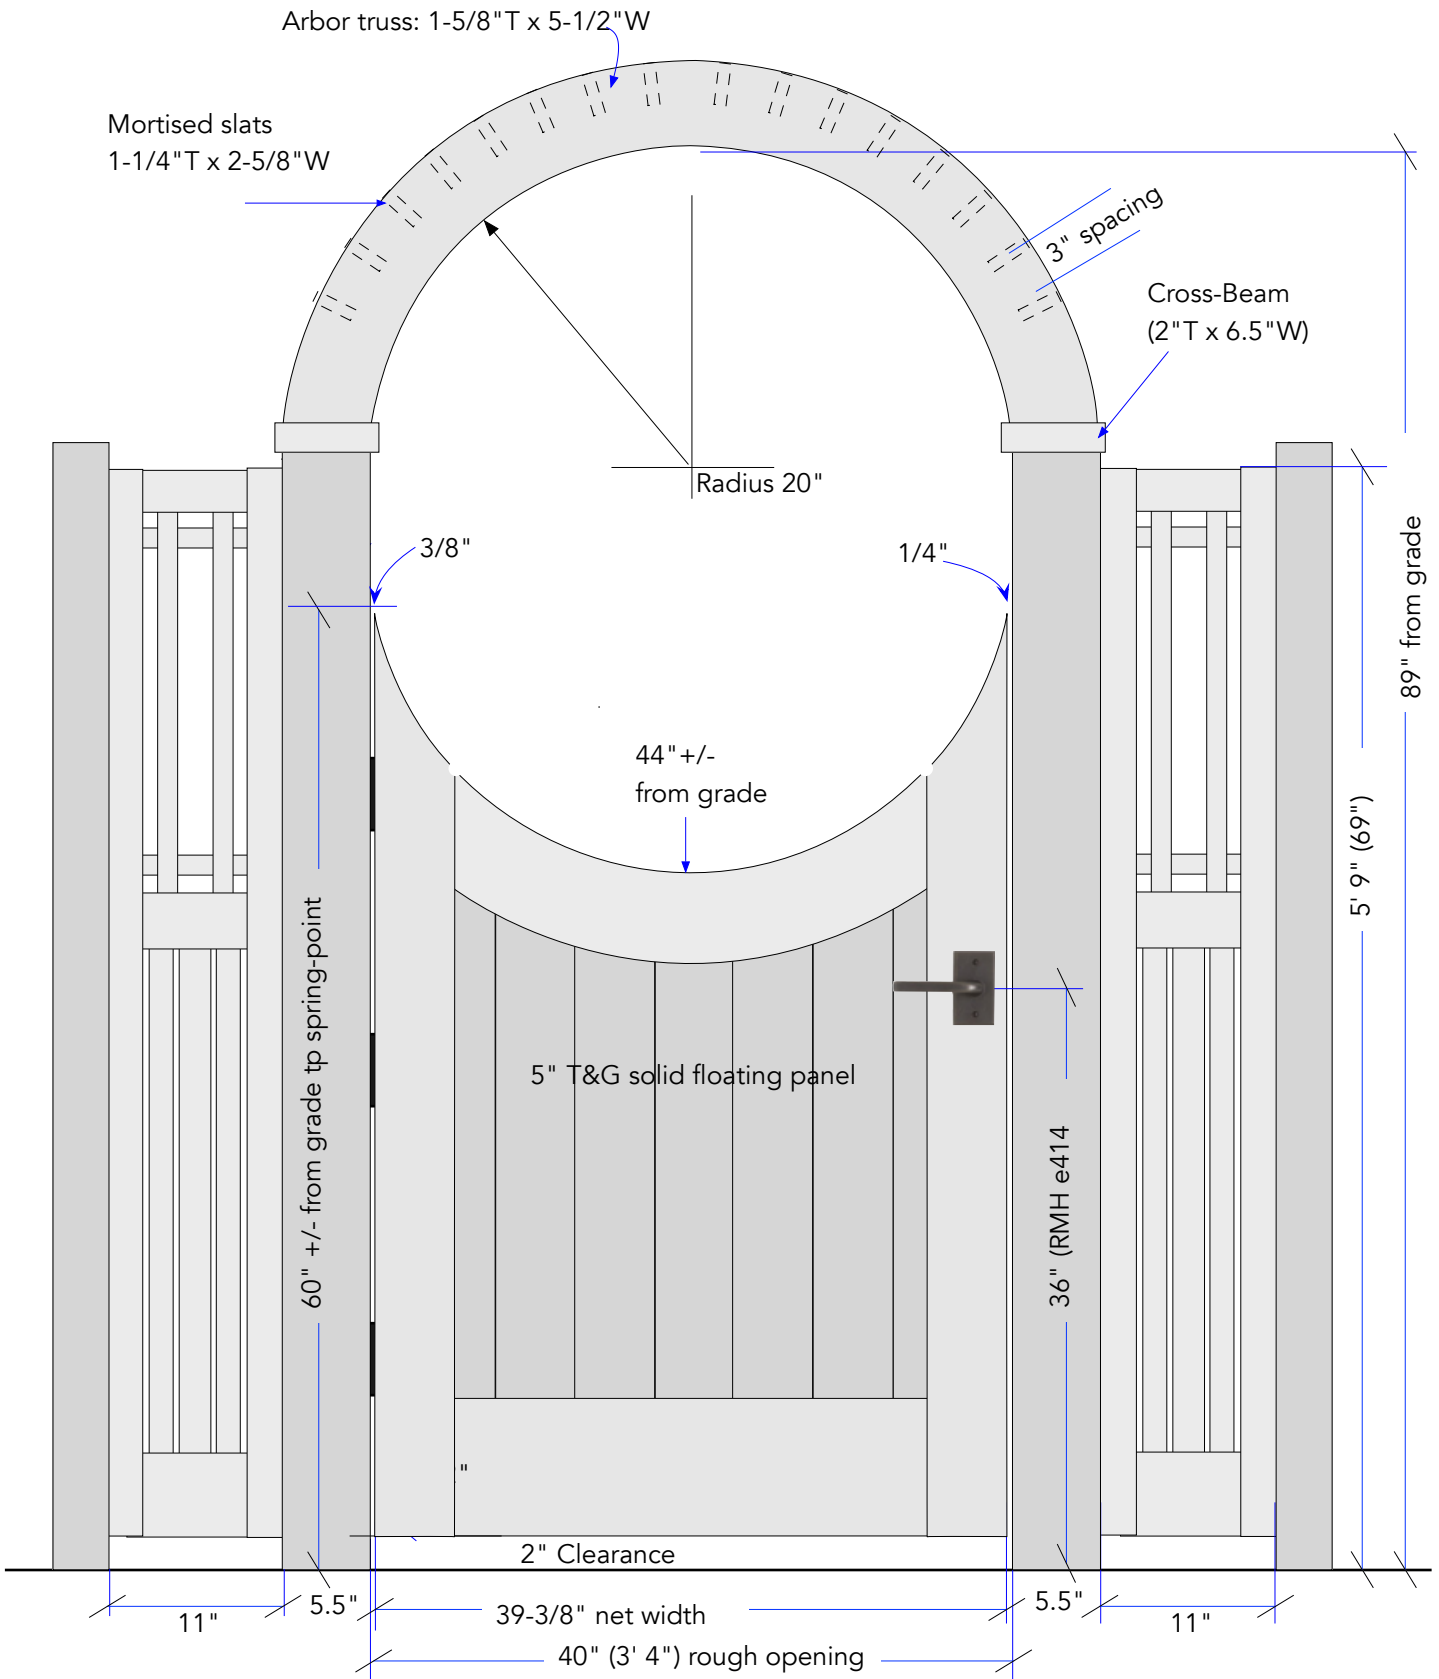 Arbor truss: 1-5/8"T x 5-1/2"W
Mortised slats
1-1/4"T x 2-5/8"W
3" spacing
Cross-Beam
(2"T x 6.5"W)
Radius 20"
3/8"
1/4"
44"+/-
from grade
89" from grade
5' 9" (69")
60" +/- from grade tp spring-point
5" T&G solid floating panel
36" (RMH e414
"
2" Clearance
11"
5.5"
39-3/8" net width
5.5"
11"
40" (3' 4") rough opening